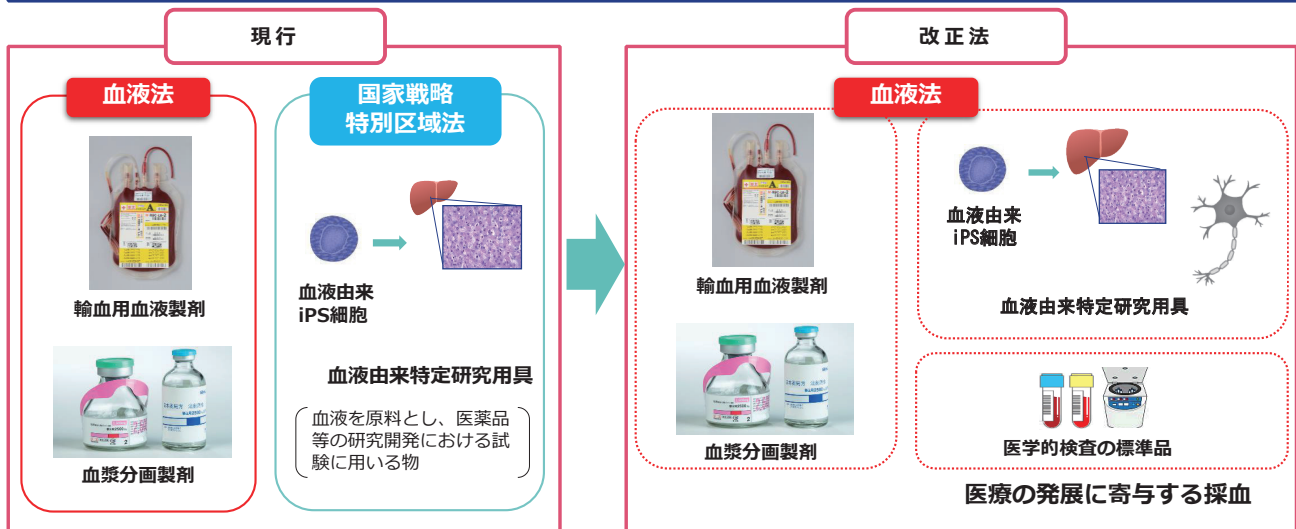 現行
血液法
輸血用血液製剤
血漿分画製剤
国家戦略
特別区域法
血液由来
iPS細胞
血液由来特定研究用具
血液を原料とし、医薬品
等の研究開発における試
験に用いる物
改正法
血液法
輸血用血液製剤
血漿分画製剤
血液由来
iPS細胞
血液由来特定研究用具
医学的検査の標準品
医療の発展に寄与する採血